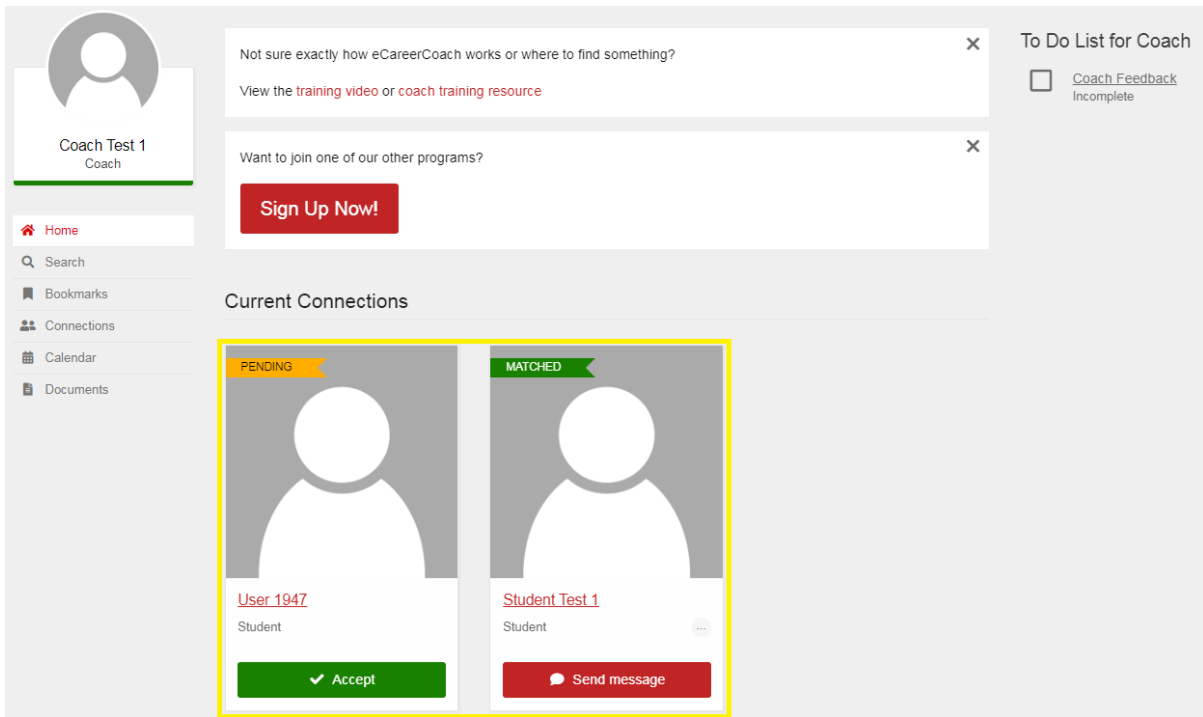 Coach Test 1
Coach
Home
Search
Bookmarks
Connections
Calendar
Documents
Not sure exactly how eCareerCoach works or where to find something?
View the training video or coach training resource
Want to join one of our other programs?
Sign Up Now!
Current Connections
PENDING
User 1947
Student
Accept
MATCHED
Student Test 1
Student
...
Send message
To Do List for Coach
Coach Feedback
Incomplete